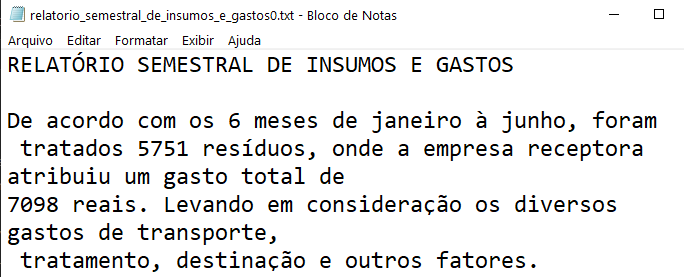 relatorio_semestral_de_insumos_e_gastos0.txt - Bloco de Notas
Arquivo Editar Formatar Exibir Ajuda
RELATÓRIO SEMESTRAL DE INSUMOS E GASTOS
De acordo com os 6 meses de janeiro à junho, foram
tratados 5751 resíduos, onde a empresa receptora
atribuiu um gasto total de
7098 reais. Levando em consideração os diversos
gastos de transporte,
tratamento, destinação e outros fatores.